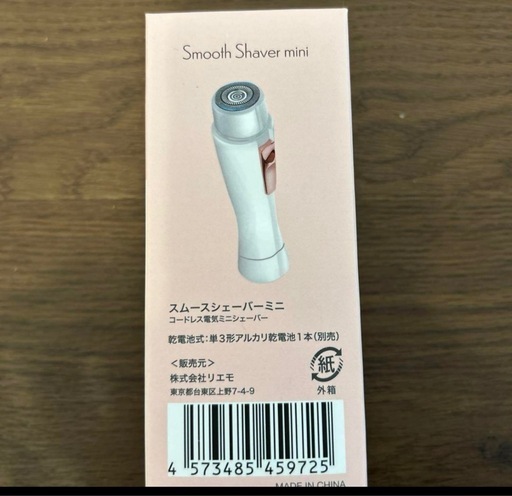 Smooth Shaver mini
スムースシェーバーミニ
コードレス電気ミニシェーバー
乾電池式：単3形アルカリ乾電池1本（別売）
＜販売元＞
株式会社リエモ
東京都台東区上野7-4-9
紙
外箱
4 573485 459725
MADE IN CHINA